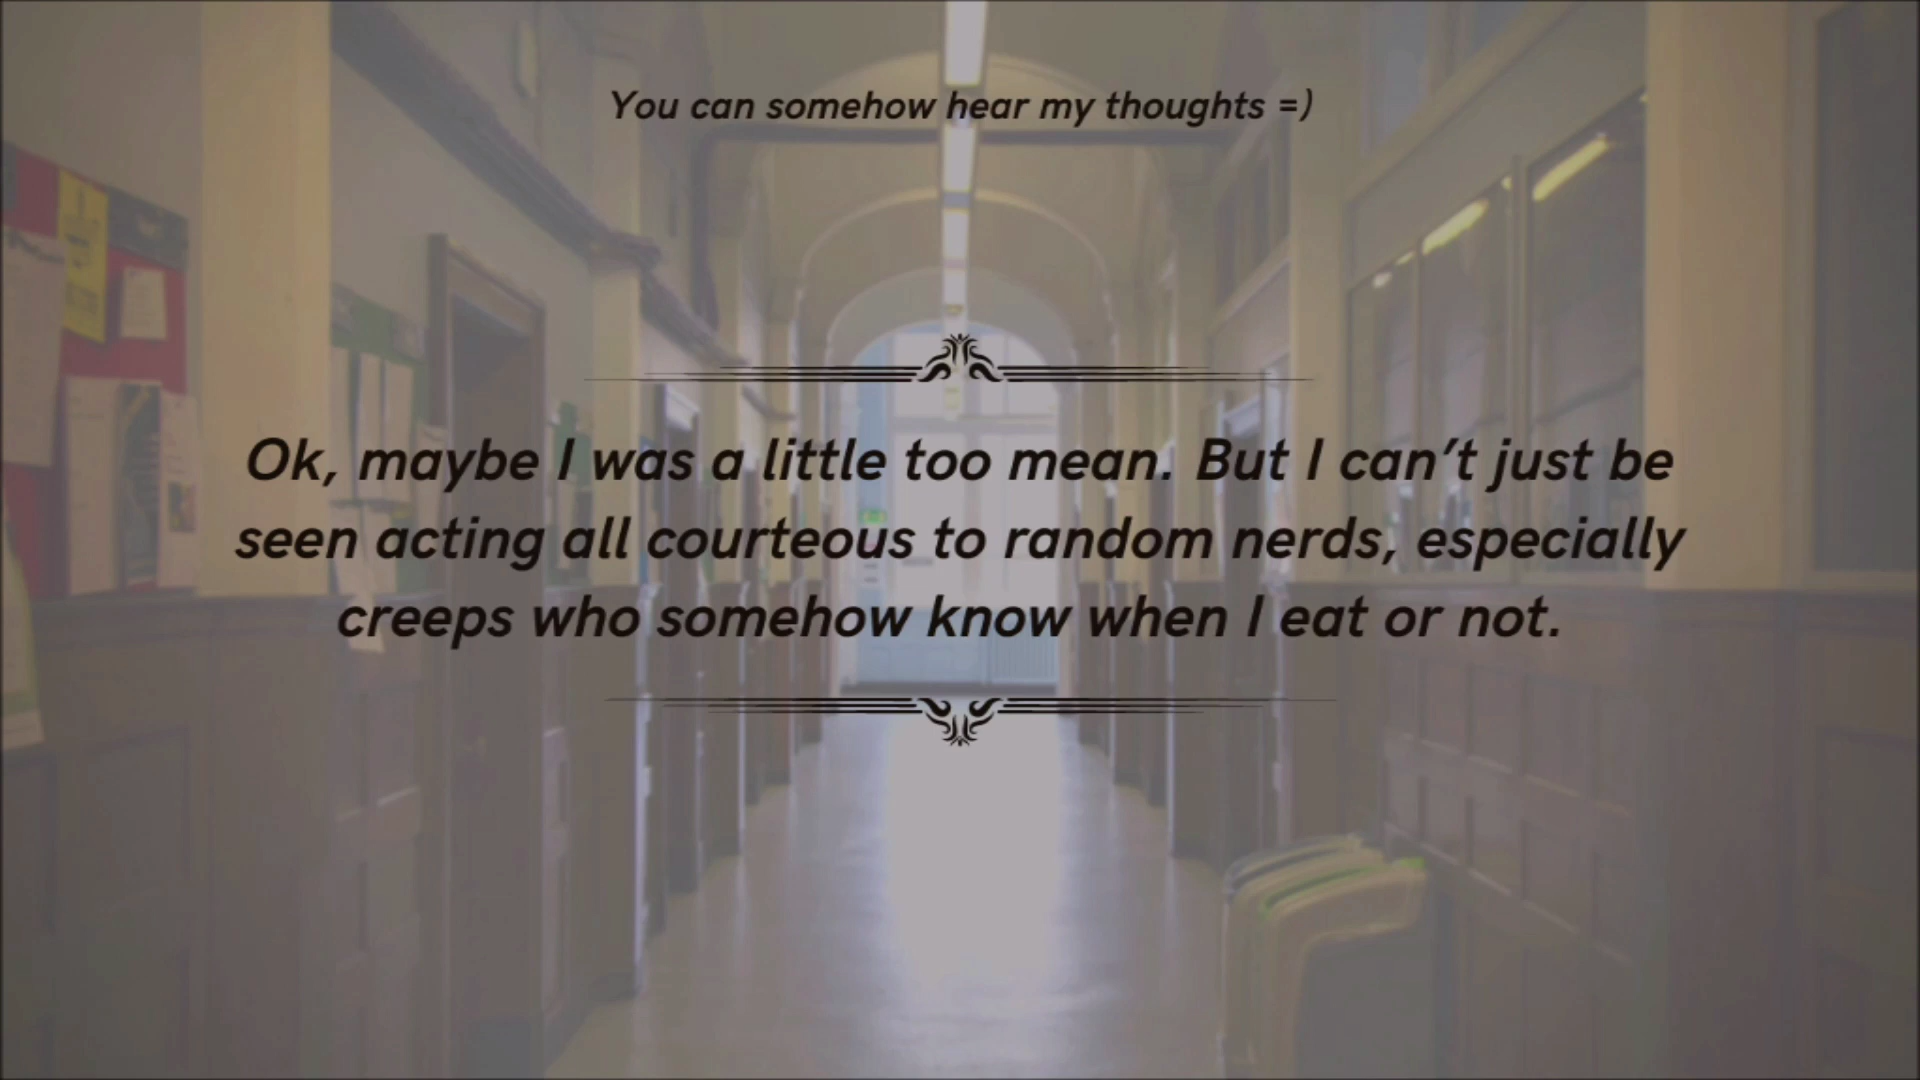 You can somehow hear my thoughts =)
Ok, maybe I was a little too mean. But I can’t just be
seen acting all courteous to random nerds, especially
creeps who somehow know when I eat or not.